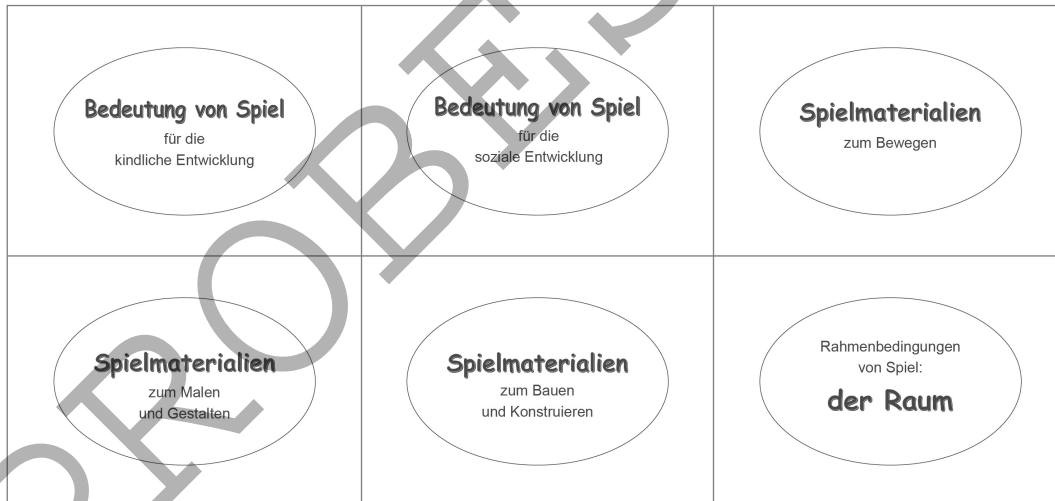 Bedeutung von Spiel
für die
kindliche Entwicklung
Bedeutung von Spiel
für die
soziale Entwicklung
Spielmaterialien
zum Bewegen
Spielmaterialien
zum Malen
und Gestalten
Spielmaterialien
zum Bauen
und Konstruieren
Rahmenbedingungen
von Spiel:
der Raum
PROBES